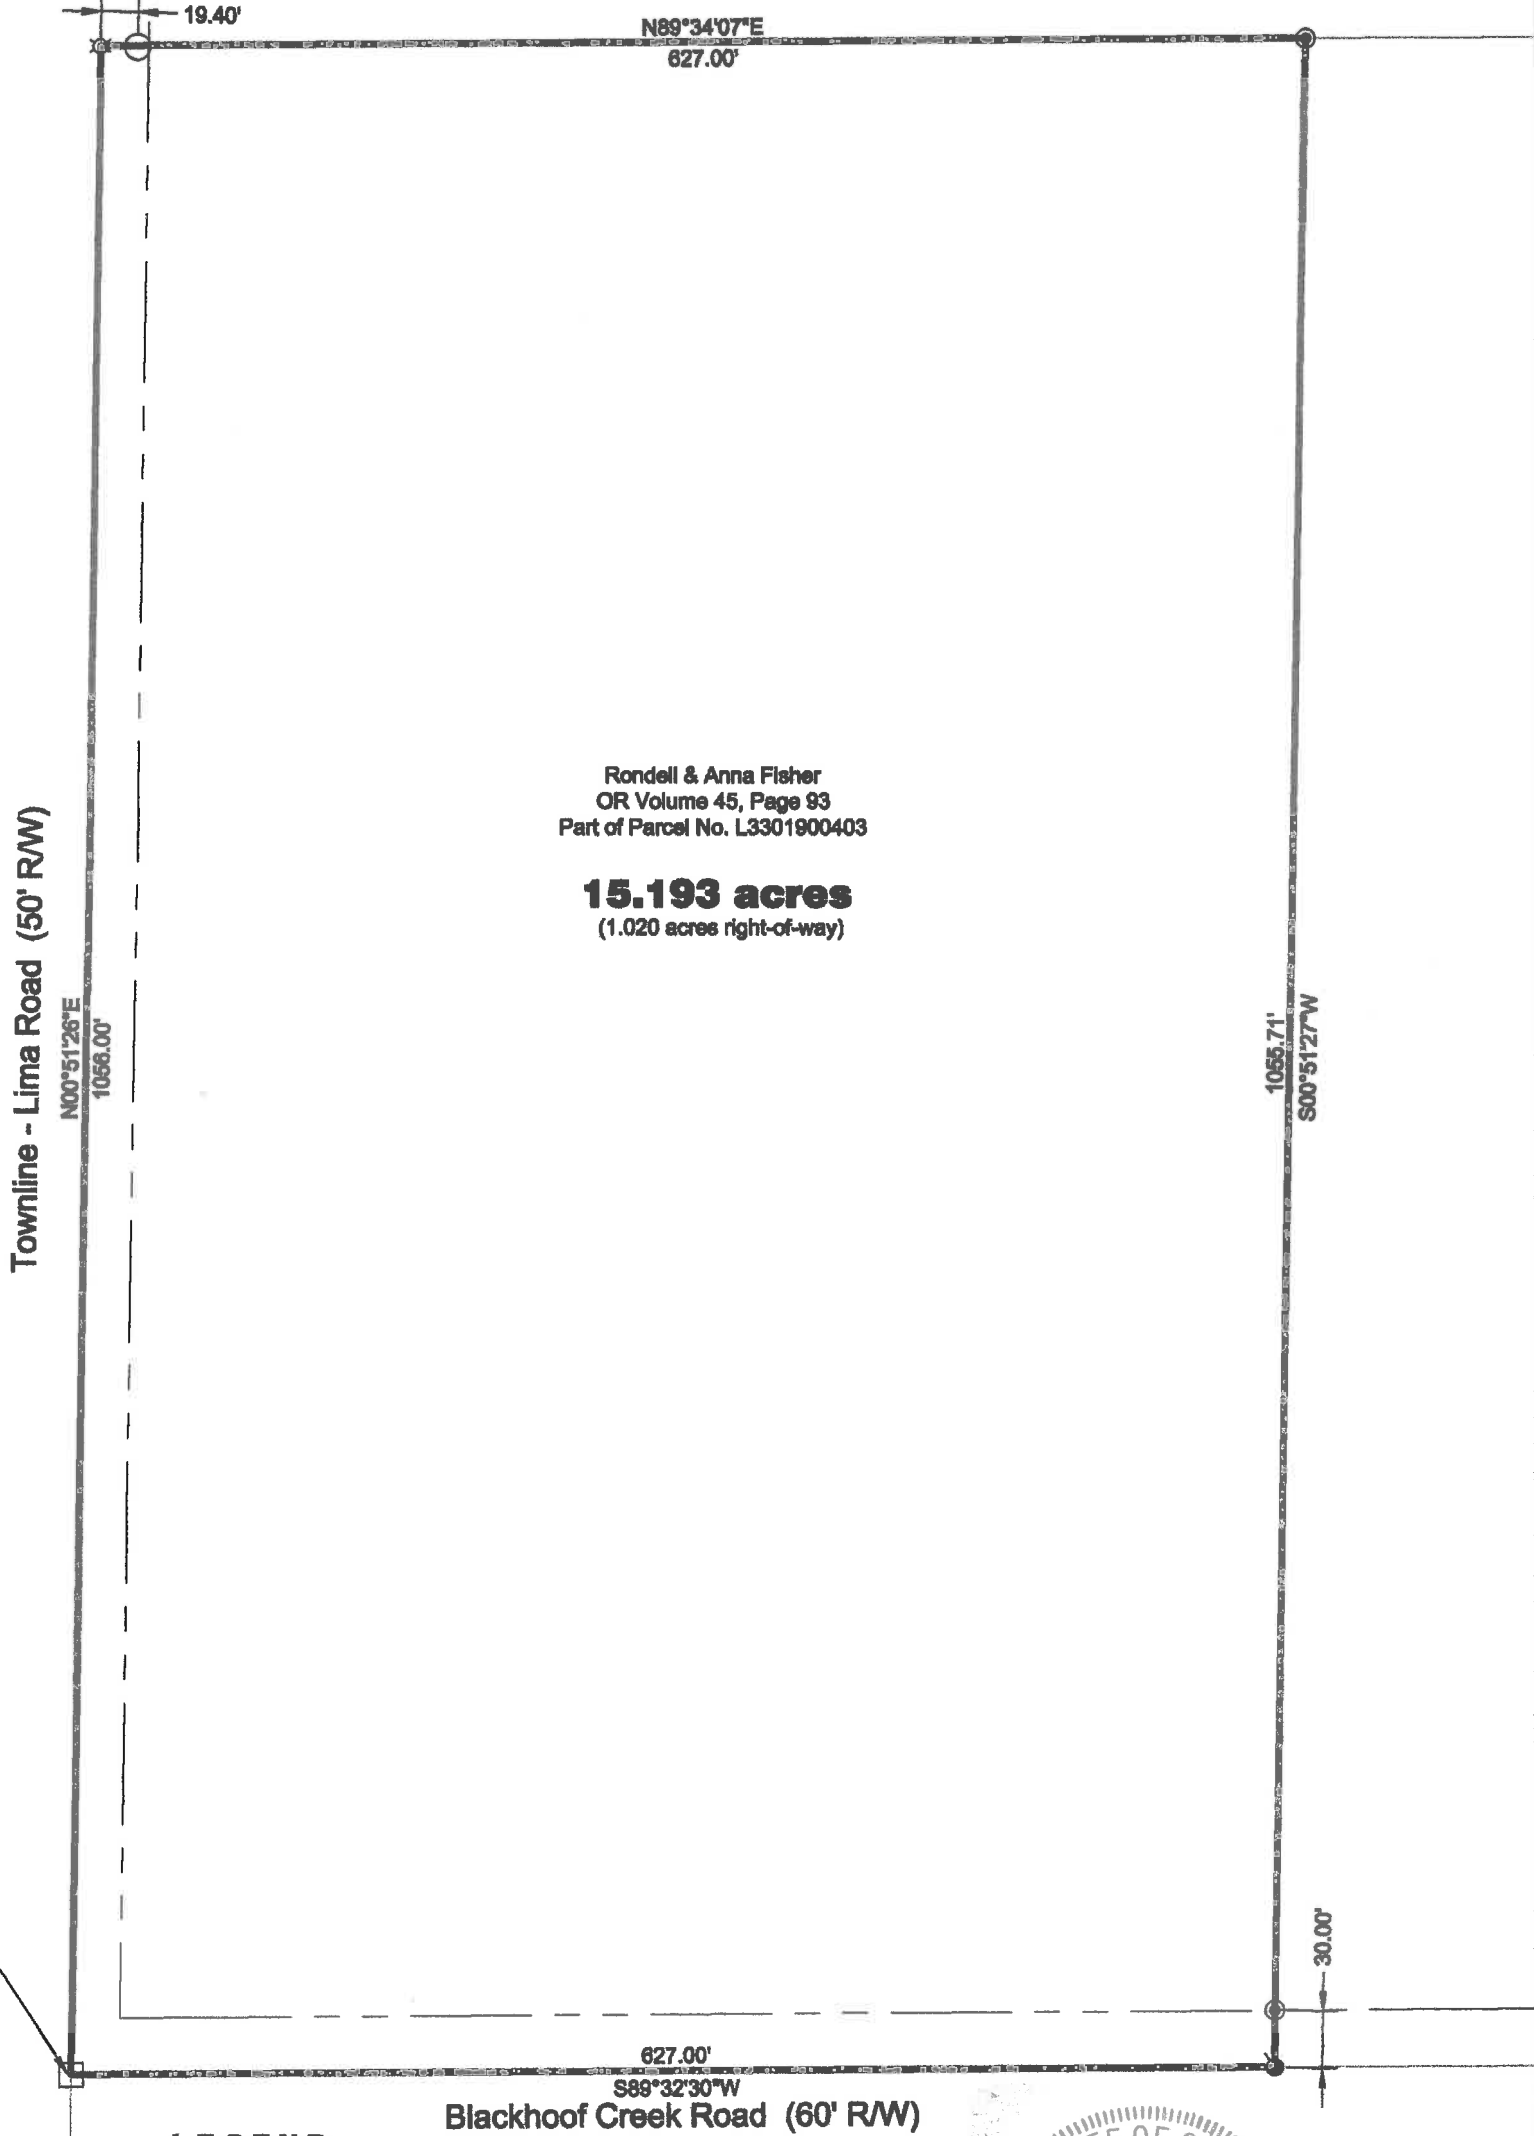 19.40'
N89°34'07"E
627.00'
Rondell & Anna Fisher
OR Volume 45, Page 93
Part of Parcel No. L3301900403
15.193 acres
(1.020 acres right-of-way)
Townline - Lima Road (50' R/W)
N00°51'26"E
1056.00'
1055.71'
S00°51'27"W
30.00'
627.00'
S89°32'30"W
Blackhoof Creek Road (60' R/W)